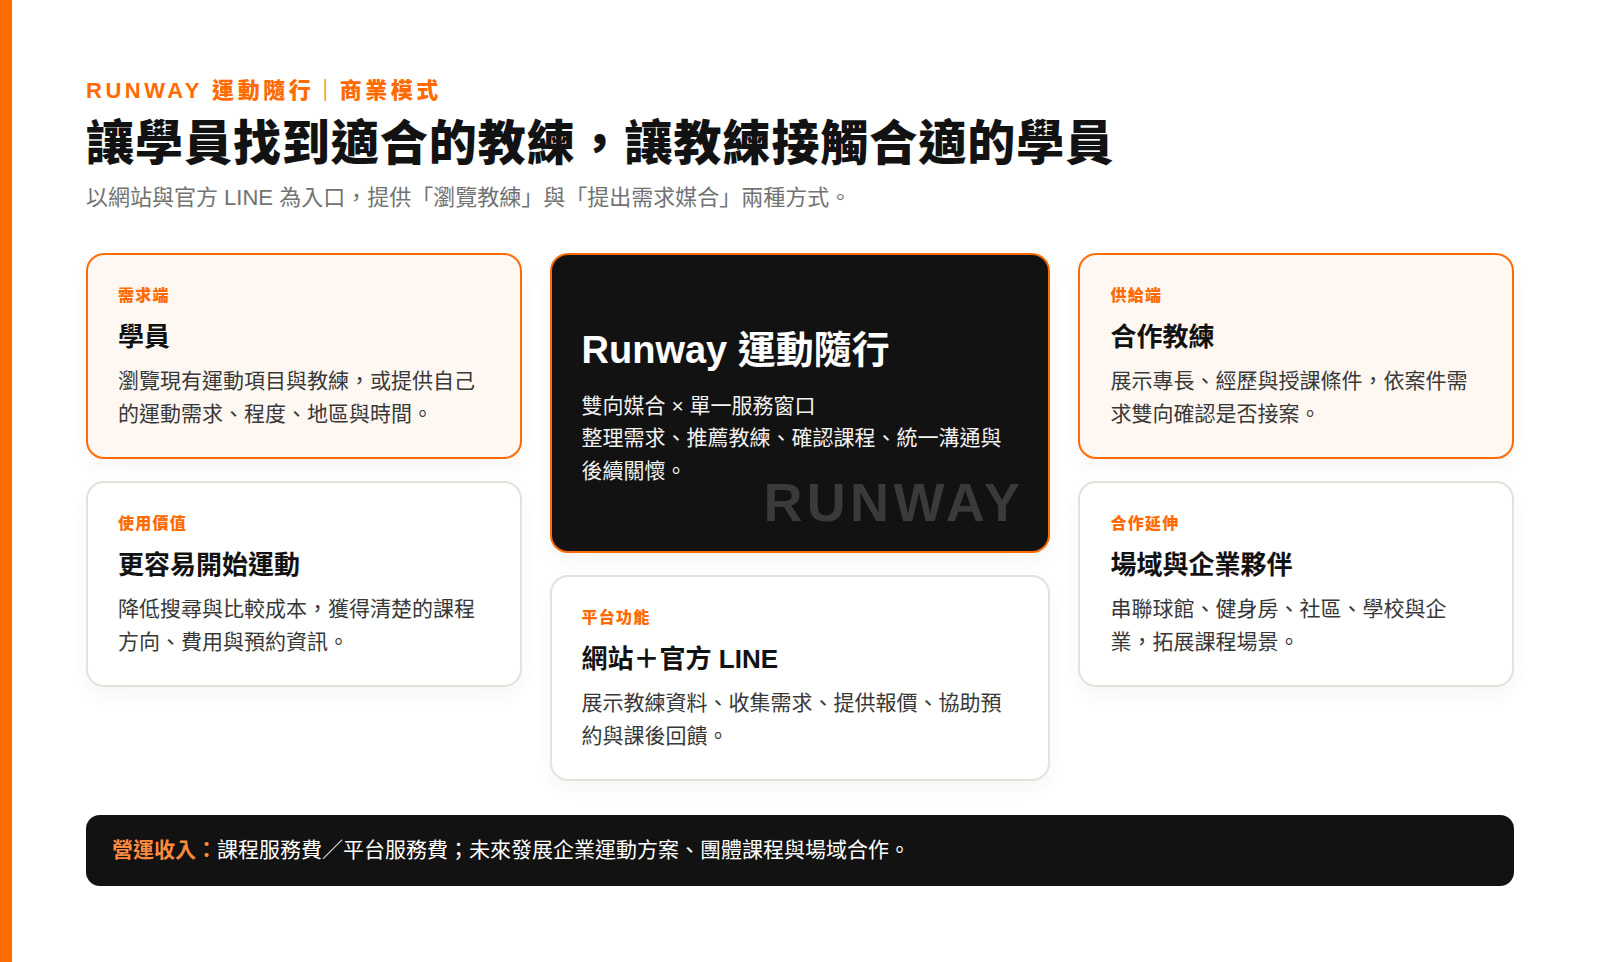 RUNWAY 運動隨行｜商業模式
讓學員找到適合的教練，讓教練接觸合適的學員
以網站與官方 LINE 為入口，提供「瀏覽教練」與「提出需求媒合」兩種方式。
需求端
學員
瀏覽現有運動項目與教練，或提供自己
的運動需求、程度、地區與時間。
使用價值
更容易開始運動
降低搜尋與比較成本，獲得清楚的課程
方向、費用與預約資訊。
Runway 運動隨行
雙向媒合 × 單一服務窗口
整理需求、推薦教練、確認課程、統一溝通與
後續關懷。
RUNWAY
平台功能
網站＋官方 LINE
展示教練資料、收集需求、提供報價、協助預
約與課後回饋。
供給端
合作教練
展示專長、經歷與授課條件，依案件需
求雙向確認是否接案。
合作延伸
場域與企業夥伴
串聯球館、健身房、社區、學校與企
業，拓展課程場景。
營運收入：課程服務費／平台服務費；未來發展企業運動方案、團體課程與場域合作。